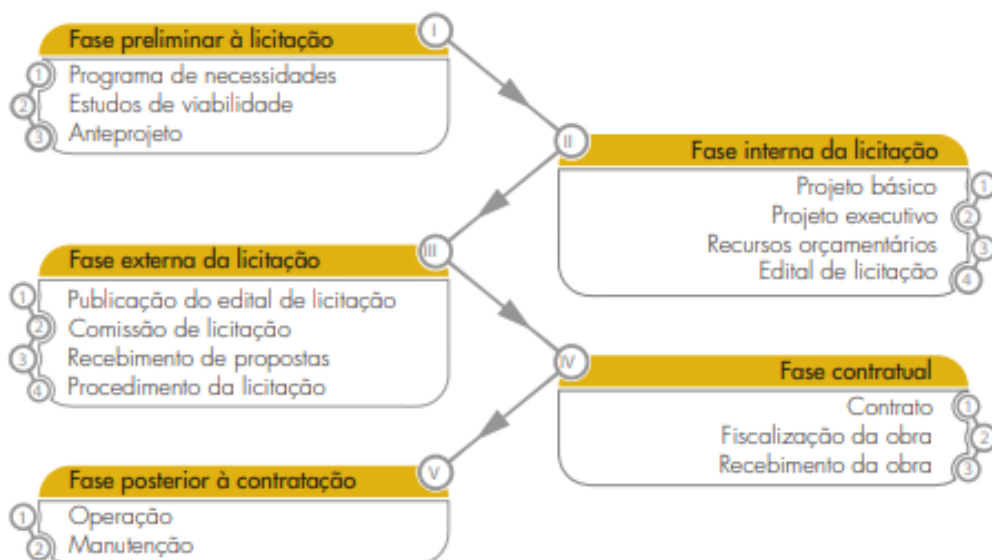 I
Fase preliminar à licitação
1 Programa de necessidades
2 Estudos de viabilidade
3 Anteprojeto
II
Fase interna da licitação
Projeto básico 1
Projeto executivo 2
Recursos orçamentários 3
Edital de licitação 4
III
Fase externa da licitação
1 Publicação do edital de licitação
2 Comissão de licitação
3 Recebimento de propostas
4 Procedimento da licitação
IV
Fase contratual
Contrato 1
Fiscalização da obra 2
Recebimento da obra 3
V
Fase posterior à contratação
1 Operação
2 Manutenção